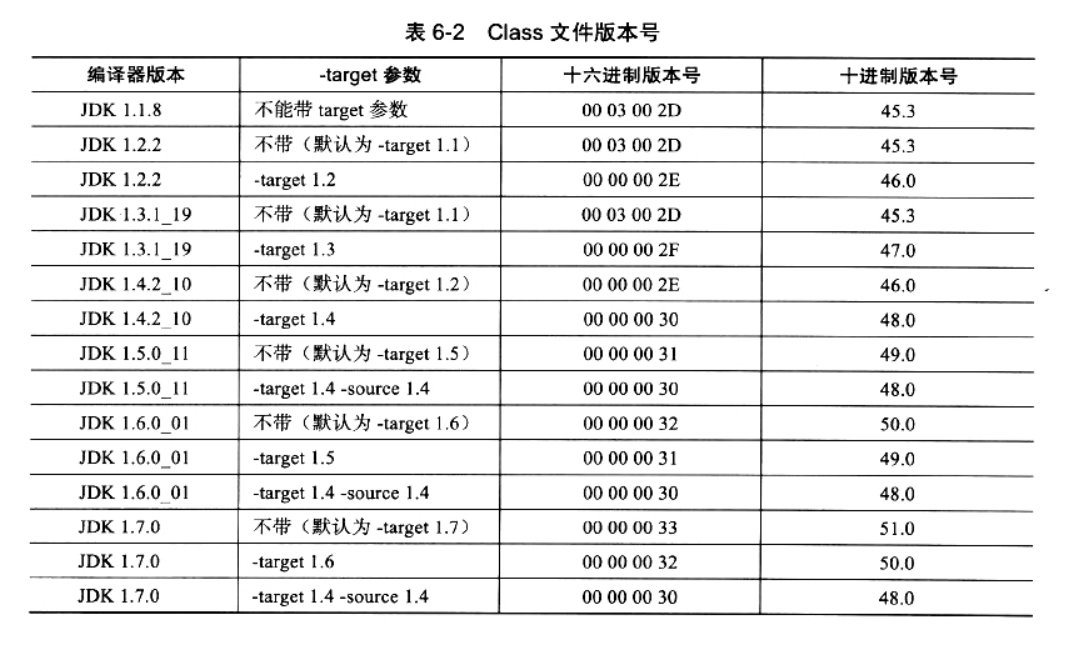 表 6-2 Class 文件版本号
编译器版本 -target 参数 十六进制版本号 十进制版本号
JDK 1.1.8 不能带 target 参数 00 03 00 2D 45.3
JDK 1.2.2 不带（默认为 -target 1.1） 00 03 00 2D 45.3
JDK 1.2.2 -target 1.2 00 00 00 2E 46.0
JDK 1.3.1_19 不带（默认为 -target 1.1） 00 03 00 2D 45.3
JDK 1.3.1_19 -target 1.3 00 00 00 2F 47.0
JDK 1.4.2_10 不带（默认为 -target 1.2） 00 00 00 2E 46.0
JDK 1.4.2_10 -target 1.4 00 00 00 30 48.0
JDK 1.5.0_11 不带（默认为 -target 1.5） 00 00 00 31 49.0
JDK 1.5.0_11 -target 1.4 -source 1.4 00 00 00 30 48.0
JDK 1.6.0_01 不带（默认为 -target 1.6） 00 00 00 32 50.0
JDK 1.6.0_01 -target 1.5 00 00 00 31 49.0
JDK 1.6.0_01 -target 1.4 -source 1.4 00 00 00 30 48.0
JDK 1.7.0 不带（默认为 -target 1.7） 00 00 00 33 51.0
JDK 1.7.0 -target 1.6 00 00 00 32 50.0
JDK 1.7.0 -target 1.4 -source 1.4 00 00 00 30 48.0